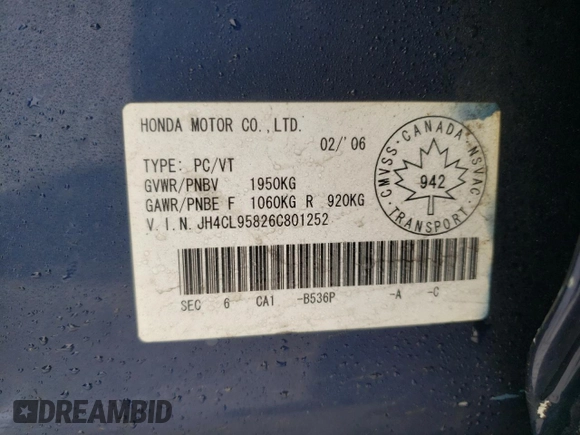 HONDA MOTOR CO.,LTD.
02/'06
TYPE: PC/VT
GVWR/PNBV 1950KG
GAWR/PNBE F 1060KG R 920KG
V.I.N. JH4CL95826C801252
SEC 6 CA1 -B536P -A -C
CMVSS · CANADA · NSVAC
942
TRANSPORT
DREAMBID